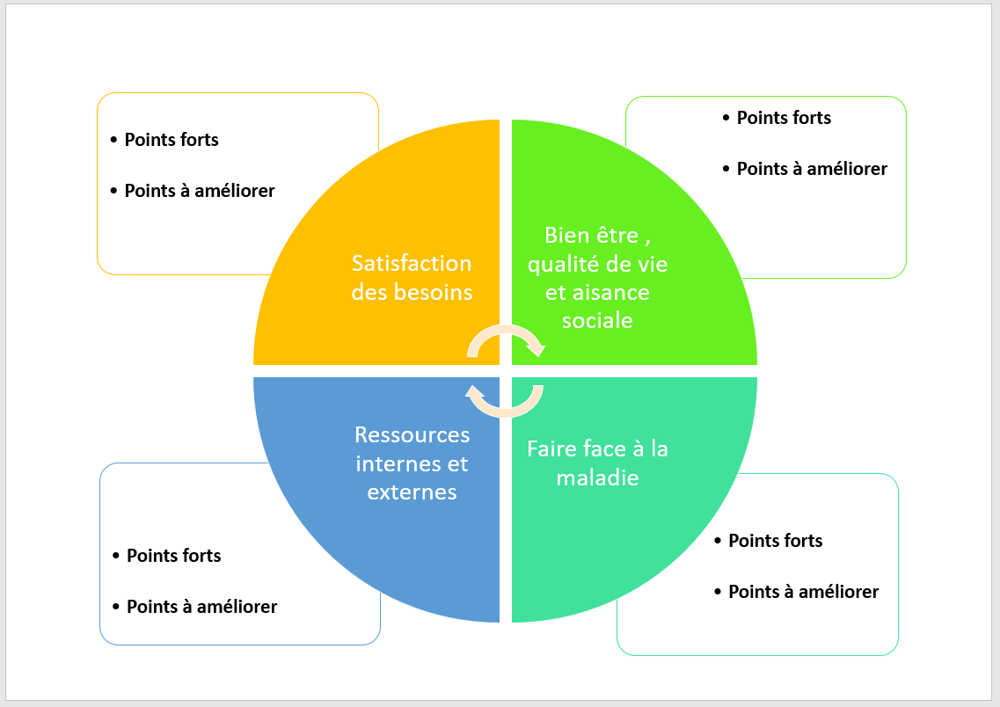 • Points forts
• Points à améliorer
• Points forts
• Points à améliorer
Satisfaction
des besoins
Bien être ,
qualité de vie
et aisance
sociale
Ressources
internes et
externes
Faire face à la
maladie
• Points forts
• Points à améliorer
• Points forts
• Points à améliorer